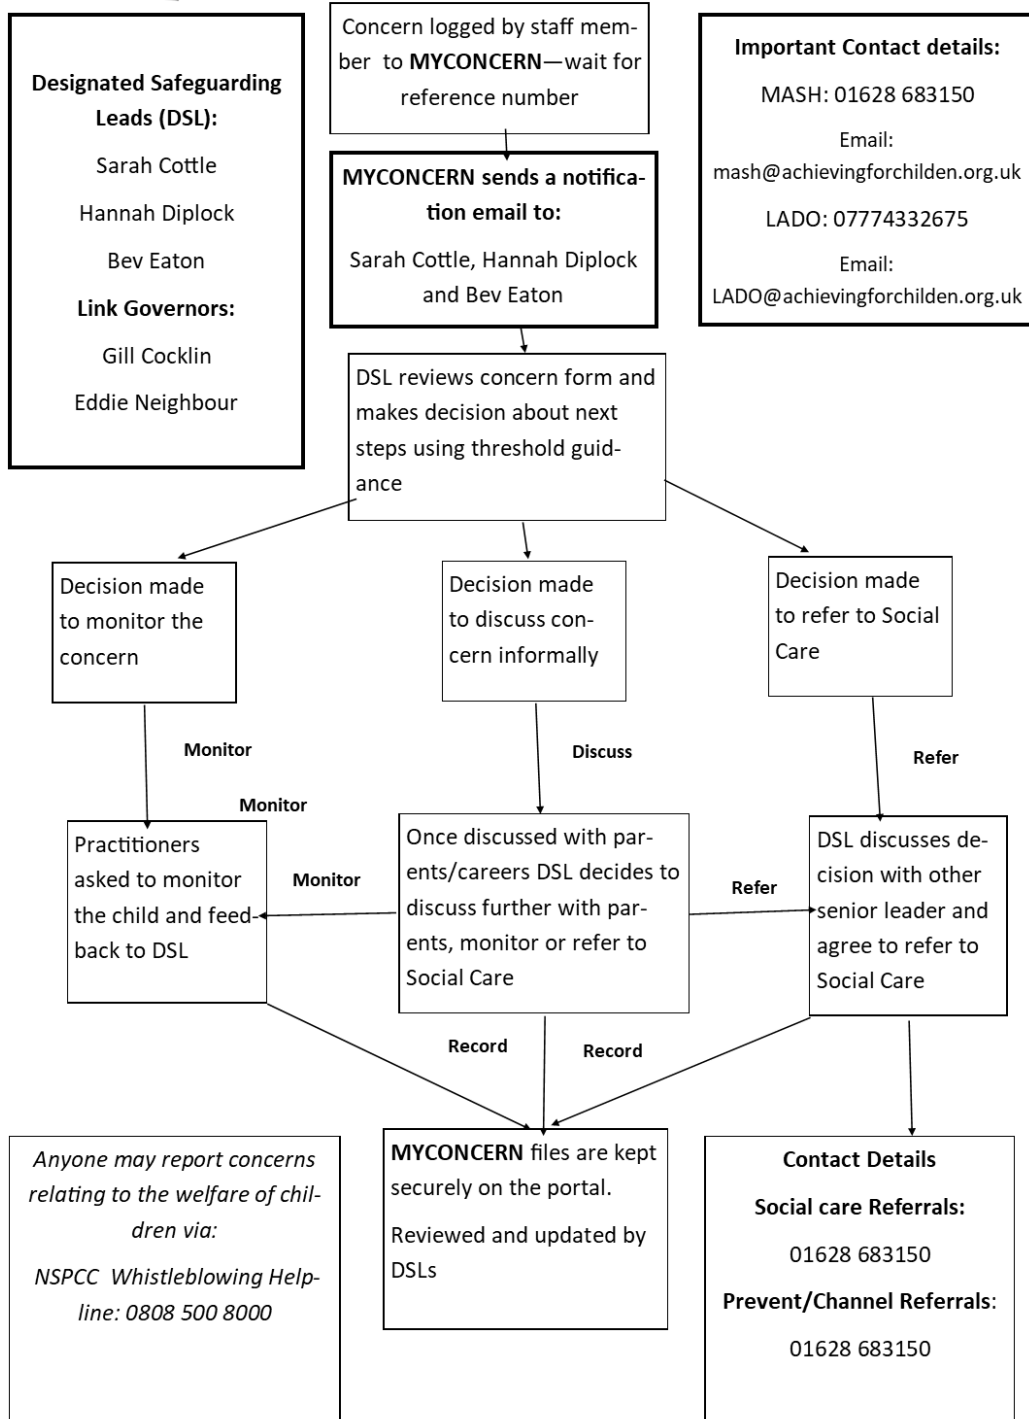 Designated Safeguarding
Leads (DSL):
Sarah Cottle
Hannah Diplock
Bev Eaton
Link Governors:
Gill Cocklin
Eddie Neighbour
Concern logged by staff mem-
ber to MYCONCERN—wait for
reference number
MYCONCERN sends a notifica-
tion email to:
Sarah Cottle, Hannah Diplock
and Bev Eaton
Important Contact details:
MASH: 01628 683150
Email:
mash@achievingforchilden.org.uk
LADO: 07774332675
Email:
LADO@achievingforchilden.org.uk
DSL reviews concern form and
makes decision about next
steps using threshold guid-
ance
Decision made
to monitor the
concern
Decision made
to discuss con-
cern informally
Decision made
to refer to Social
Care
Monitor
Discuss
Refer
Monitor
Practitioners
asked to monitor
the child and feed-
back to DSL
Monitor
Once discussed with par-
ents/careers DSL decides to
discuss further with par-
ents, monitor or refer to
Social Care
Refer
DSL discusses de-
cision with other
senior leader and
agree to refer to
Social Care
Record
Record
Anyone may report concerns
relating to the welfare of chil-
dren via:
NSPCC Whistleblowing Help-
line: 0808 500 8000
MYCONCERN files are kept
securely on the portal.
Reviewed and updated by
DSLs
Contact Details
Social care Referrals:
01628 683150
Prevent/Channel Referrals:
01628 683150